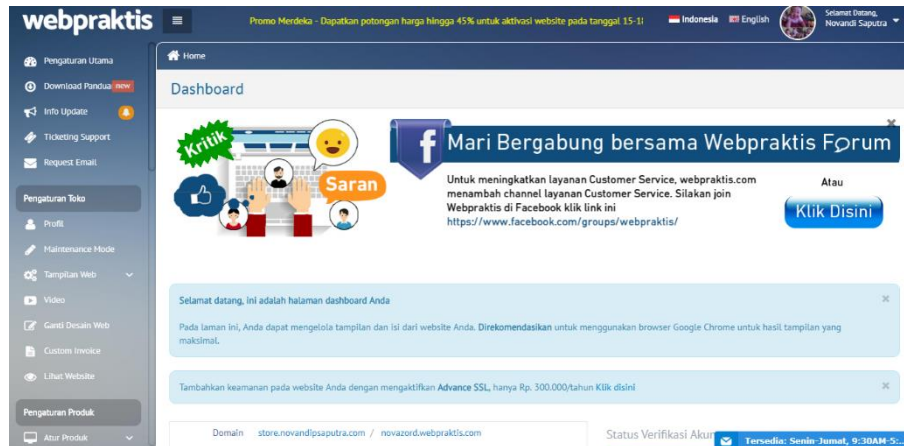 webpraktis
Promo Merdeka - Dapatkan potongan harga hingga 45% untuk aktivasi website pada tanggal 15-1
Indonesia
English
Selamat Datang,
Novandi Saputra
Pengaturan Utama
Download Pandua new
Info Update
Ticketing Support
Request Email
Pengaturan Toko
Profil
Maintenance Mode
Tampilan Web
Video
Ganti Desain Web
Custom Invoice
Lihat Website
Pengaturan Produk
Atur Produk
Home
Dashboard
Kritik
Saran
f Mari Bergabung bersama Webpraktis Forum
Untuk meningkatkan layanan Customer Service, webpraktis.com
menambah channel layanan Customer Service. Silakan join
Webpraktis di Facebook klik link ini
https://www.facebook.com/groups/webpraktis/
Atau
Klik Disini
Selamat datang, ini adalah halaman dashboard Anda
Pada laman ini, Anda dapat mengelola tampilan dan isi dari website Anda. Direkomendasikan untuk menggunakan browser Google Chrome untuk hasil tampilan yang
maksimal.
Tambahkan keamanan pada website Anda dengan mengaktifkan Advance SSL, hanya Rp. 300.000/tahun Klik disini
Domain store.novandipsaputra.com / novazord.webpraktis.com
Status Verifikasi Akun
Tersedia: Senin-Jumat, 9:30AM-5:...